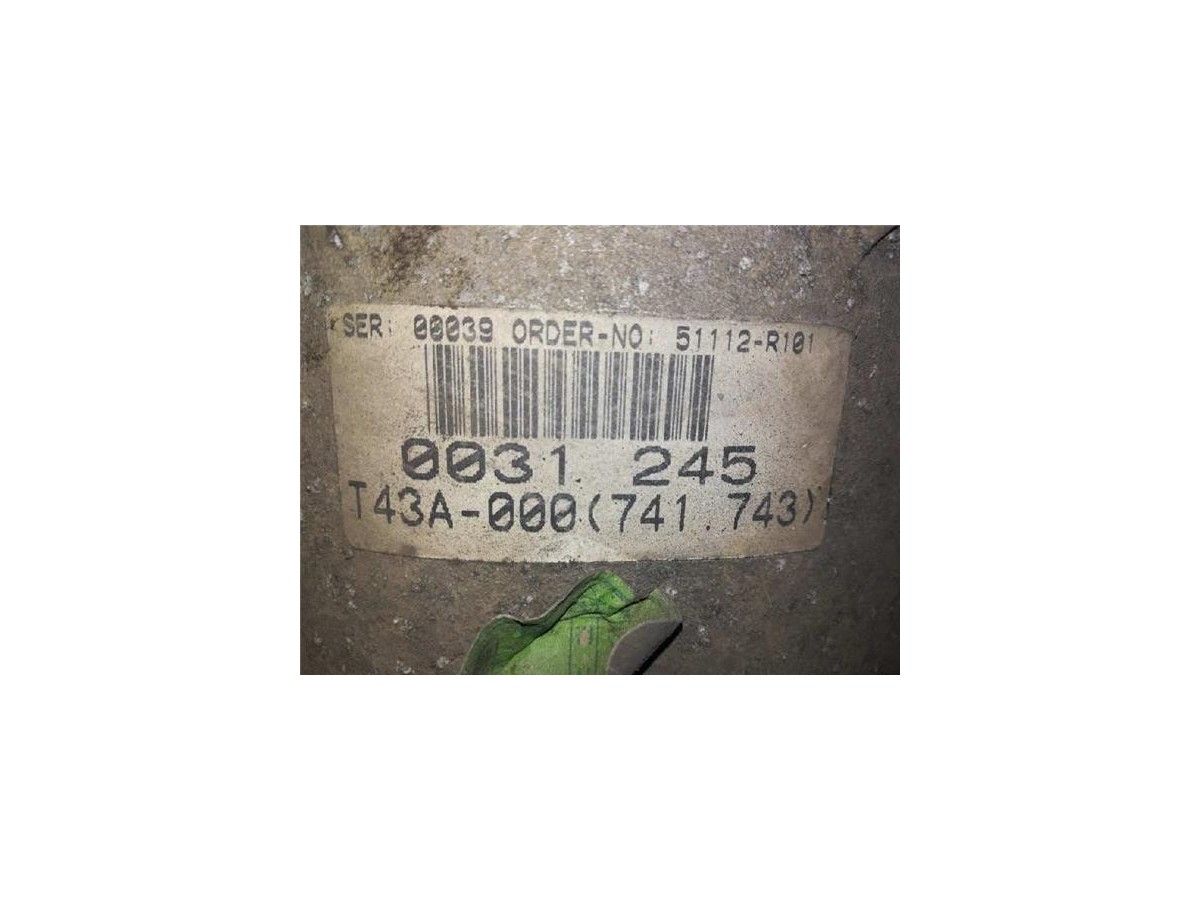 *SER: 00039 ORDER-NO: 51112-R101
0031 245
T43A-000(741.743)